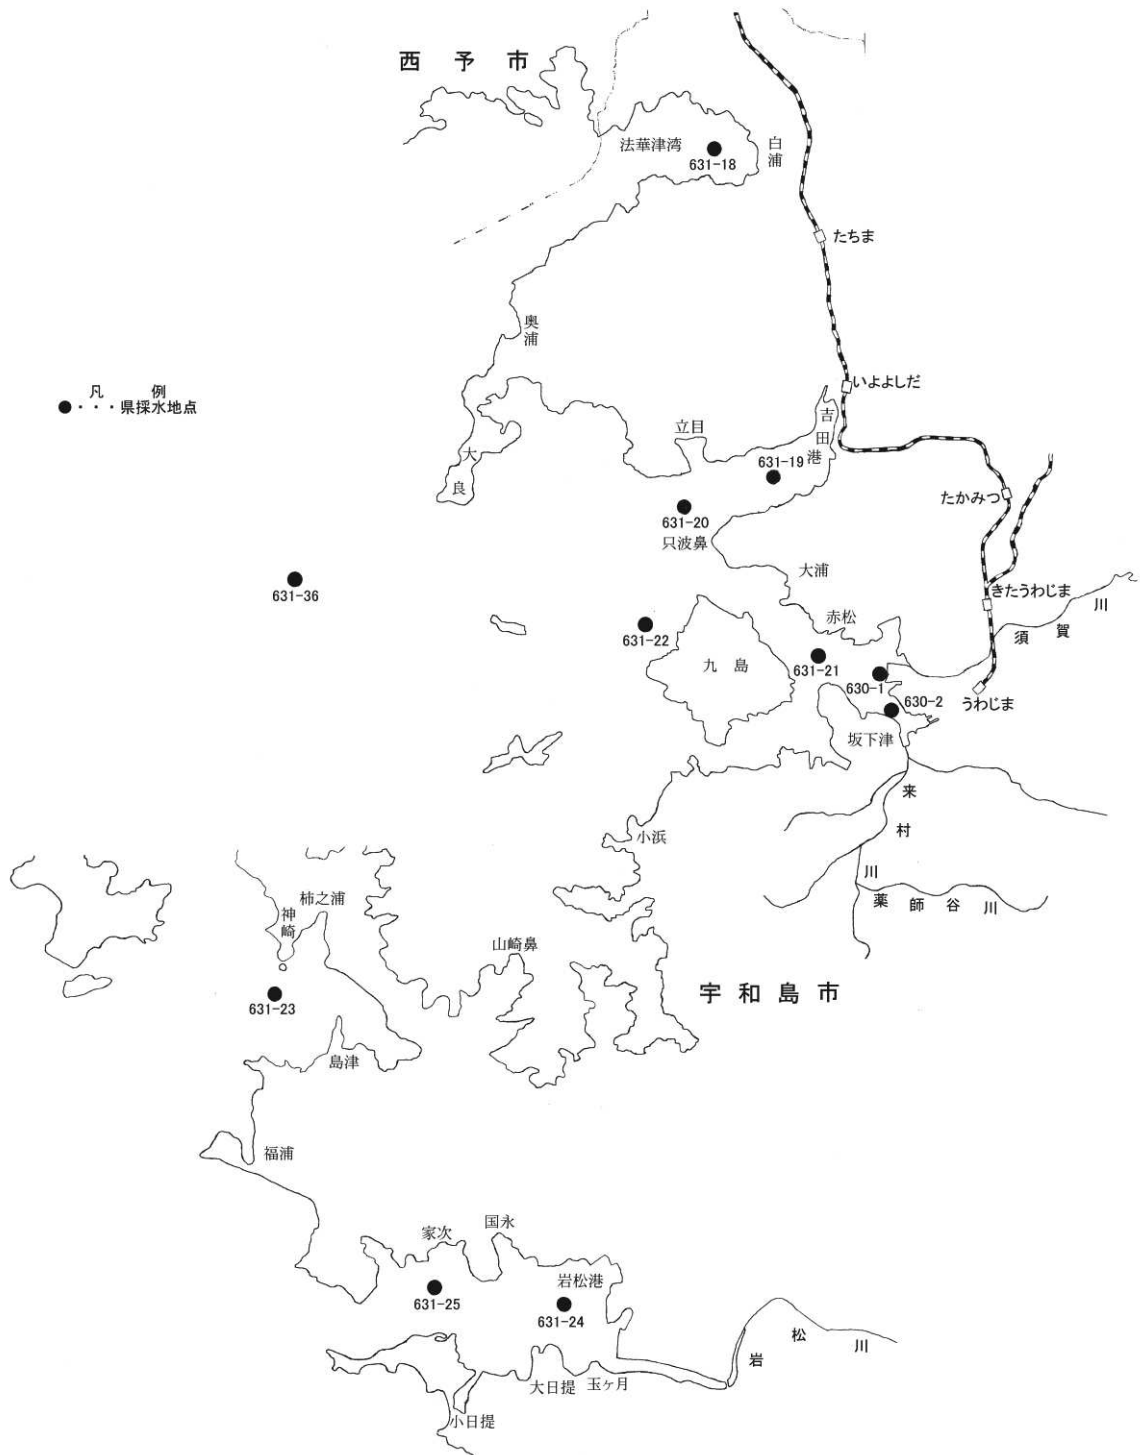 西予市
法華津湾
631-18
白浦
たちま
奥浦
いよよしだ
凡例
●・・・県採水地点
立目
吉田港
大良
631-19
たかみつ
631-20
只波鼻
大浦
631-36
きたうわじま
須賀川
赤松
631-22
九島
631-21
630-1
うわじま
630-2
坂下津
来村川
小浜
薬師谷川
柿之浦
神崎
山崎鼻
宇和島市
631-23
島津
福浦
家次
国永
岩松港
631-25
631-24
岩松川
大日提
玉ヶ月
小日提